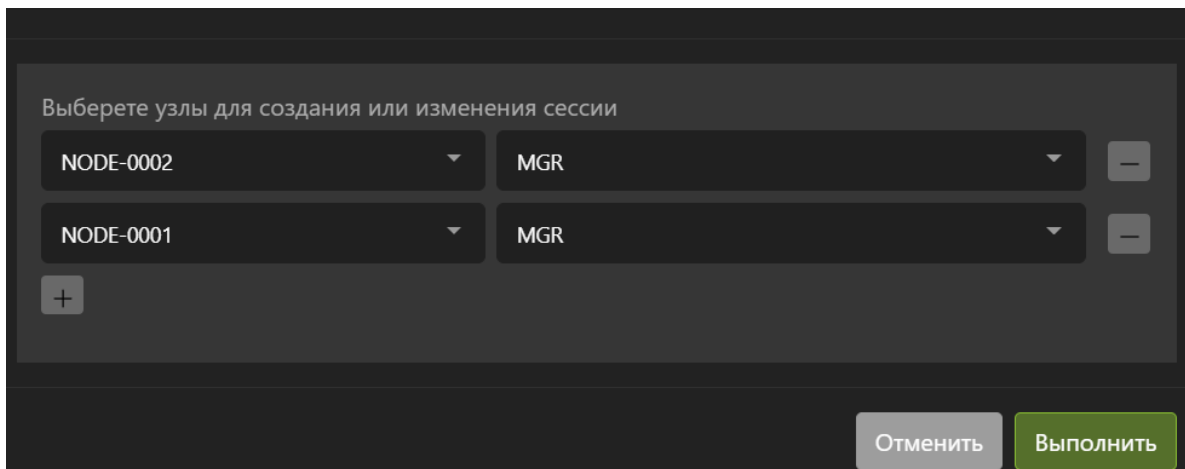 Выберете узлы для создания или изменения сессии
NODE-0002 MGR
NODE-0001 MGR
Отменить Выполнить